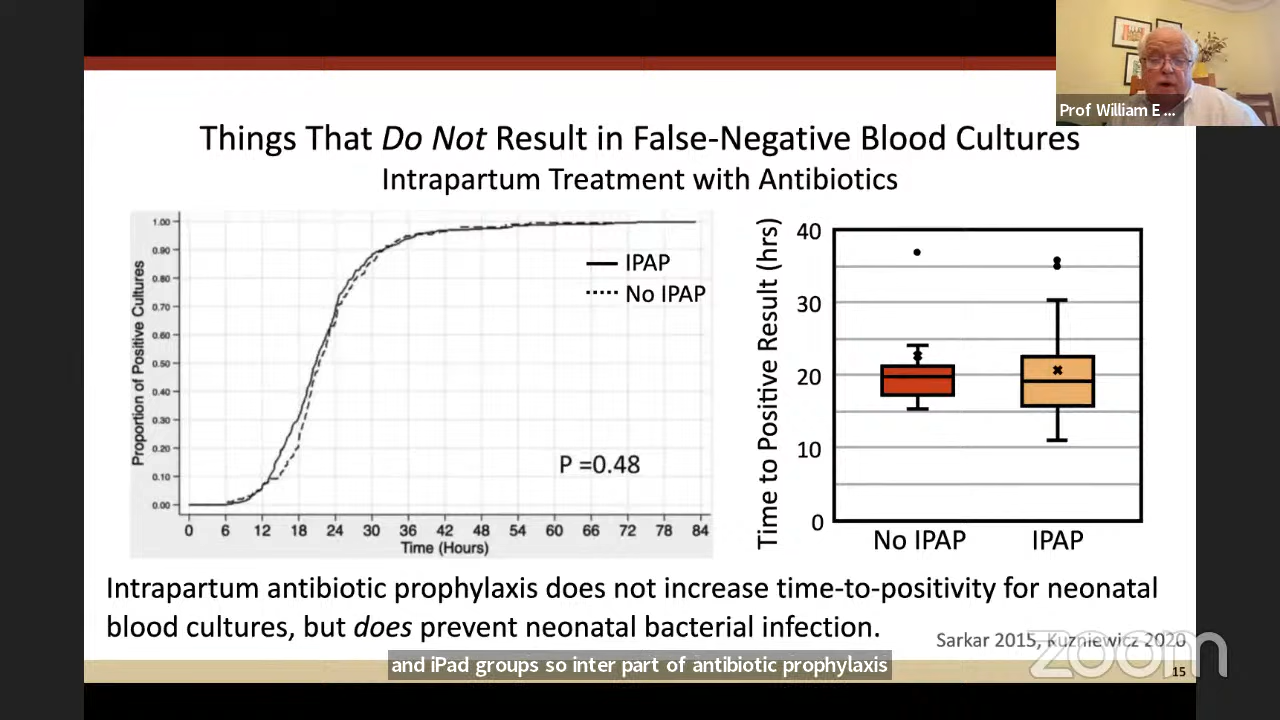 Prof William E ...
Things That Do Not Result in False-Negative Blood Cultures
Intrapartum Treatment with Antibiotics
Proportion of Positive Cultures
1.00
0.90
0.80
0.70
0.60
0.50
0.40
0.30
0.20
0.10
0.00
IPAP
No IPAP
P =0.48
0 6 12 18 24 30 36 42 48 54 60 66 72 78 84
Time (Hours)
Time to Positive Result (hrs)
40
30
20
10
0
No IPAP IPAP
Intrapartum antibiotic prophylaxis does not increase time-to-positivity for neonatal
blood cultures, but does prevent neonatal bacterial infection.
Sarkar 2015, Kuzniewicz 2020
zoom
and iPad groups so inter part of antibiotic prophylaxis
15